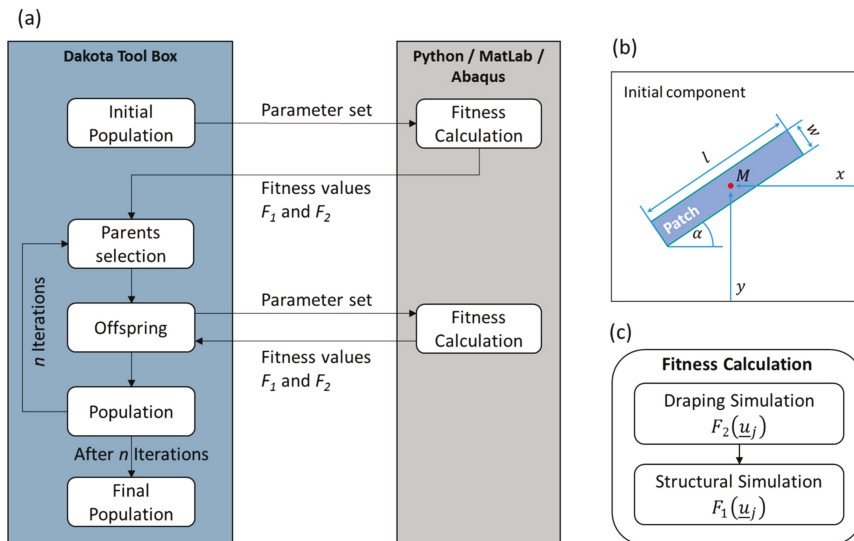 (a)
Dakota Tool Box
Python / MatLab /
Abaqus
Initial
Population
Parameter set
Fitness
Calculation
Fitness values
F₁ and F₂
Parents
selection
n Iterations
Offspring
Parameter set
Fitness
Calculation
Fitness values
F₁ and F₂
Population
After n Iterations
Final
Population
(b)
Initial component
l
w
M
x
Patch
α
y
(c)
Fitness Calculation
Draping Simulation
F₂(u̲ⱼ)
Structural Simulation
F₁(u̲ⱼ)